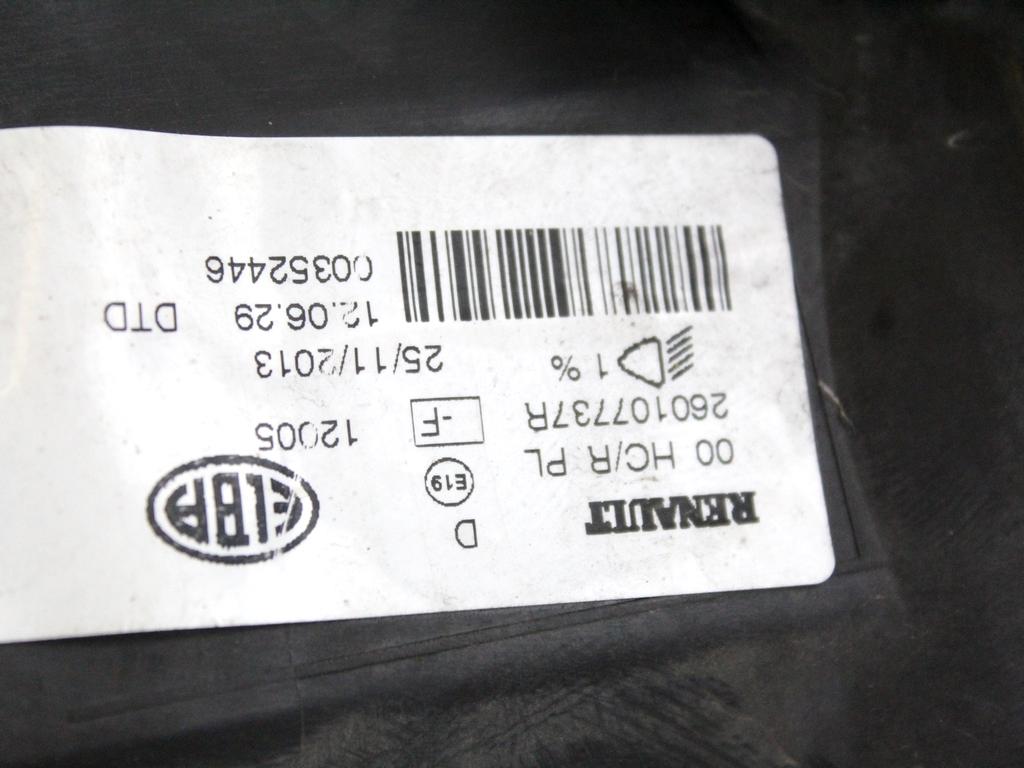 RENAULT
D
ELBA
00 HC/R PL
E19
260107737R
-F
12005
1 %
25/11/2013
12.06.29
DTD
00352446